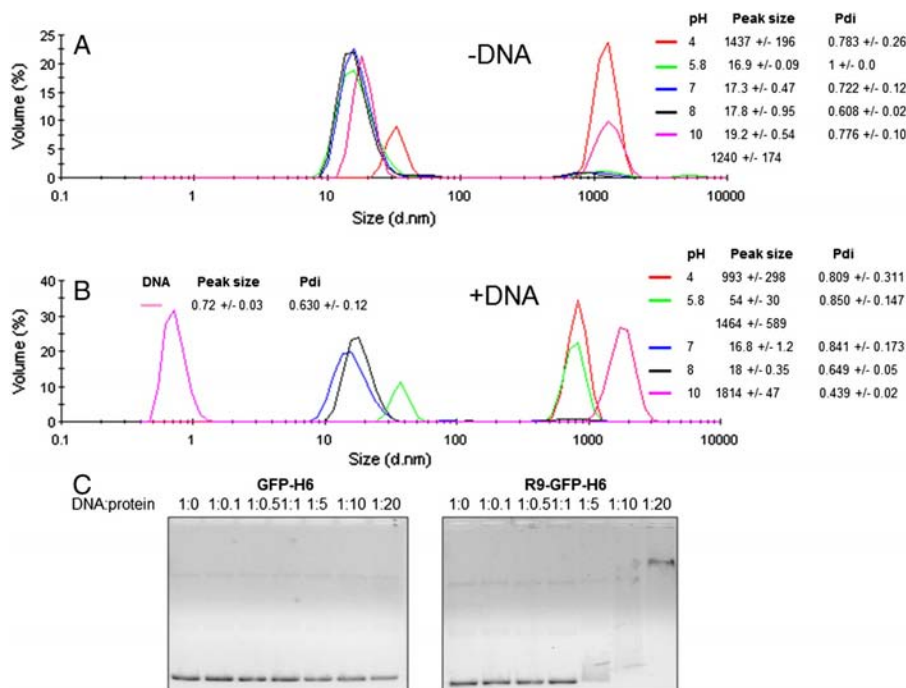 A
-DNA
Volume (%)
25
20
15
10
5
0
0.1 1 10 100 1000 10000
Size (d.nm)
pH Peak size Pdi
4 1437 +/- 196 0.783 +/- 0.26
5.8 16.9 +/- 0.09 1 +/- 0.0
7 17.3 +/- 0.47 0.722 +/- 0.12
8 17.8 +/- 0.95 0.608 +/- 0.02
10 19.2 +/- 0.54 0.776 +/- 0.10
1240 +/- 174
B
+DNA
DNA Peak size Pdi
0.72 +/- 0.03 0.630 +/- 0.12
Volume (%)
40
30
20
10
0
0.1 1 10 100 1000 10000
Size (d.nm)
pH Peak size Pdi
4 993 +/- 298 0.809 +/- 0.311
5.8 54 +/- 30 0.850 +/- 0.147
1464 +/- 589
7 16.8 +/- 1.2 0.841 +/- 0.173
8 18 +/- 0.35 0.649 +/- 0.05
10 1814 +/- 47 0.439 +/- 0.02
C
GFP-H6
DNA:protein 1:0 1:0.1 1:0.5 1:1 1:5 1:10 1:20
R9-GFP-H6
1:0 1:0.1 1:0.5 1:1 1:5 1:10 1:20